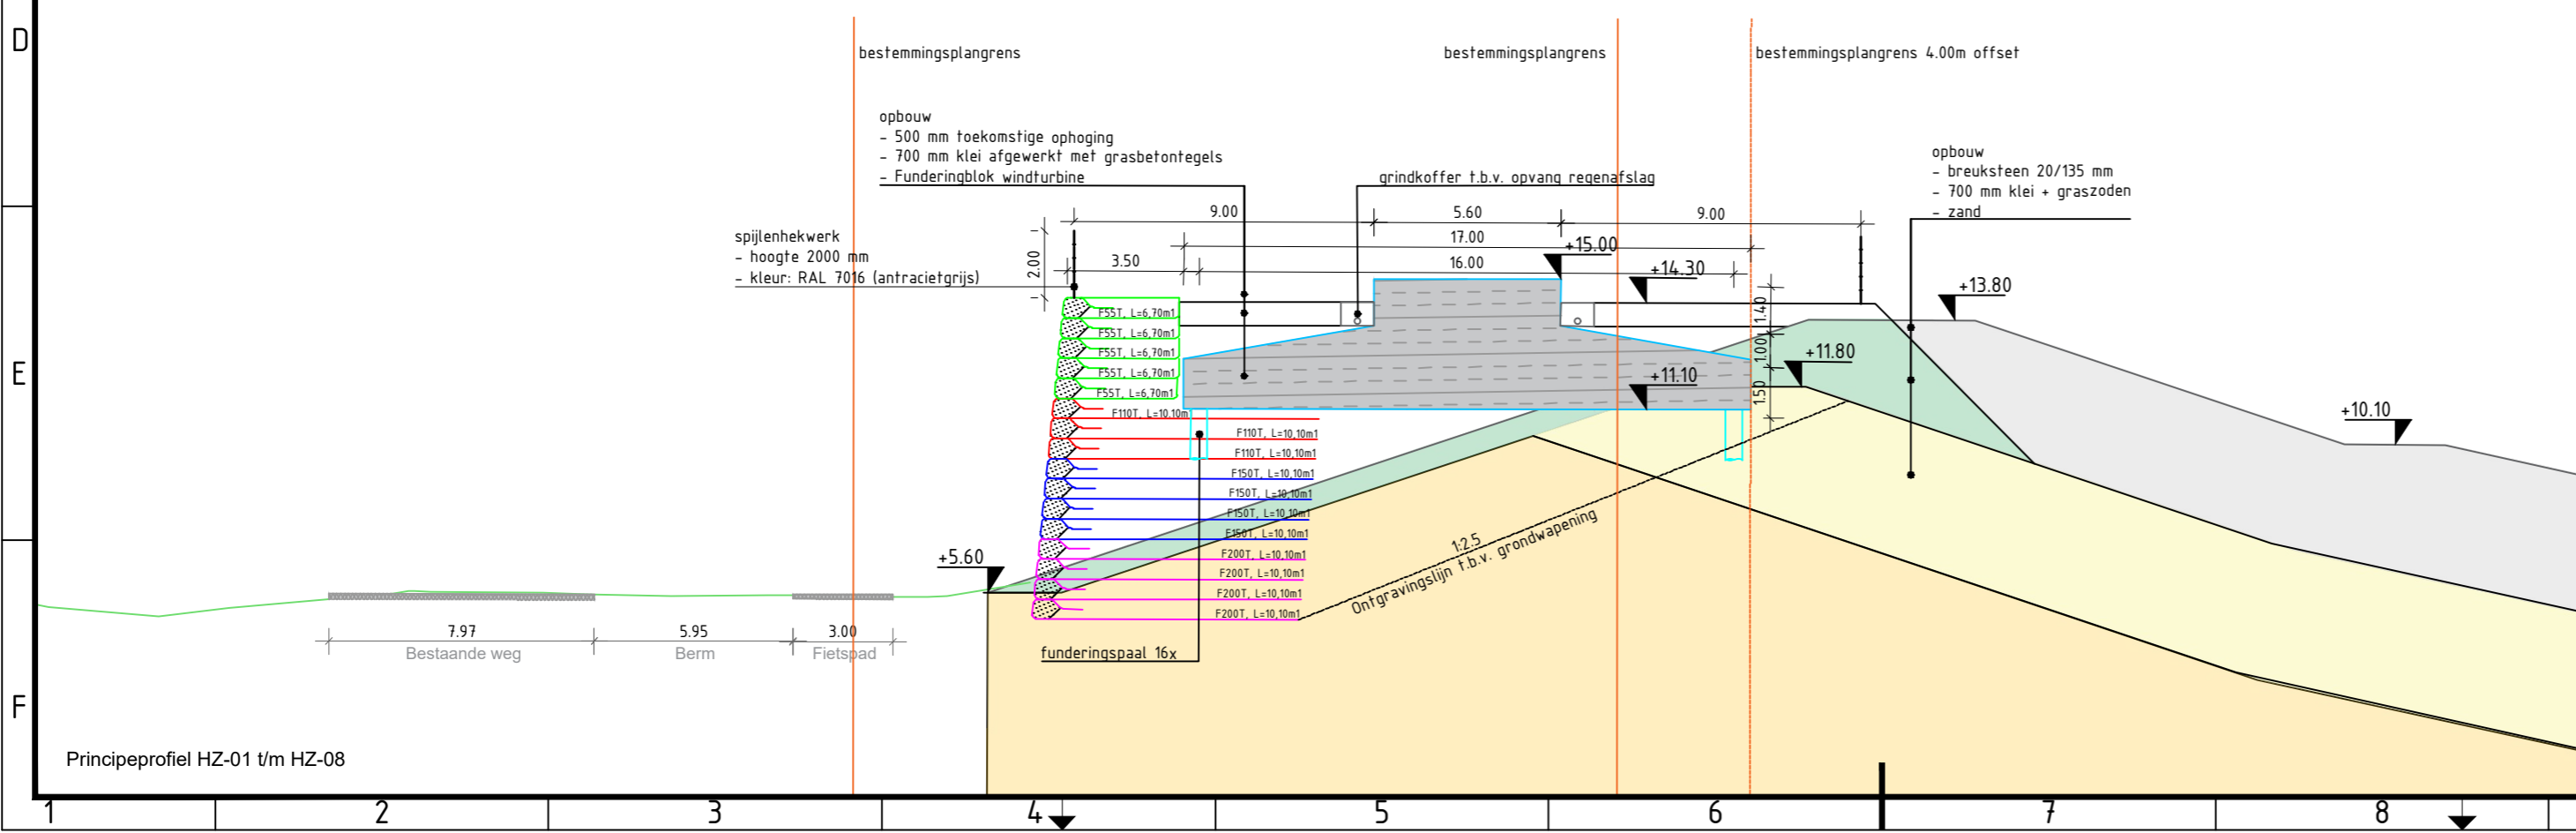 D
bestemmingsplangrens
bestemmingsplangrens
bestemmingsplangrens 4.00m offset
opbouw
- 500 mm toekomstige ophoging
- 700 mm klei afgewerkt met grasbetontegels
- Funderingblok windturbine
grindkoffer t.b.v. opvang regenafslag
opbouw
- breuksteen 20/135 mm
- 700 mm klei + graszoden
- zand
spijlenhekwerk
- hoogte 2000 mm
- kleur: RAL 7016 (antracietgrijs)
9.00
5.60
9.00
17.00
2.00
3.50
16.00
+15.00
+14.30
+13.80
1.40
1.00
1.50
+11.80
+11.10
+10.10
E
F55T, L=6,70m1
F55T, L=6,70m1
F55T, L=6,70m1
F55T, L=6,70m1
F55T, L=6,70m1
F110T, L=10.10m
F110T, L=10,10m1
F110T, L=10,10m1
F150T, L=10,10m1
F150T, L=10,10m1
F150T, L=10,10m1
F150T, L=10,10m1
F200T, L=10,10m1
F200T, L=10,10m1
F200T, L=10,10m1
F200T, L=10,10m1
+5.60
1:2.5
Ontgravingslijn t.b.v. grondwapening
7.97
5.95
3.00
Bestaande weg
Berm
Fietspad
funderingspaal 16x
F
Principeprofiel HZ-01 t/m HZ-08
1
2
3
4
5
6
7
8